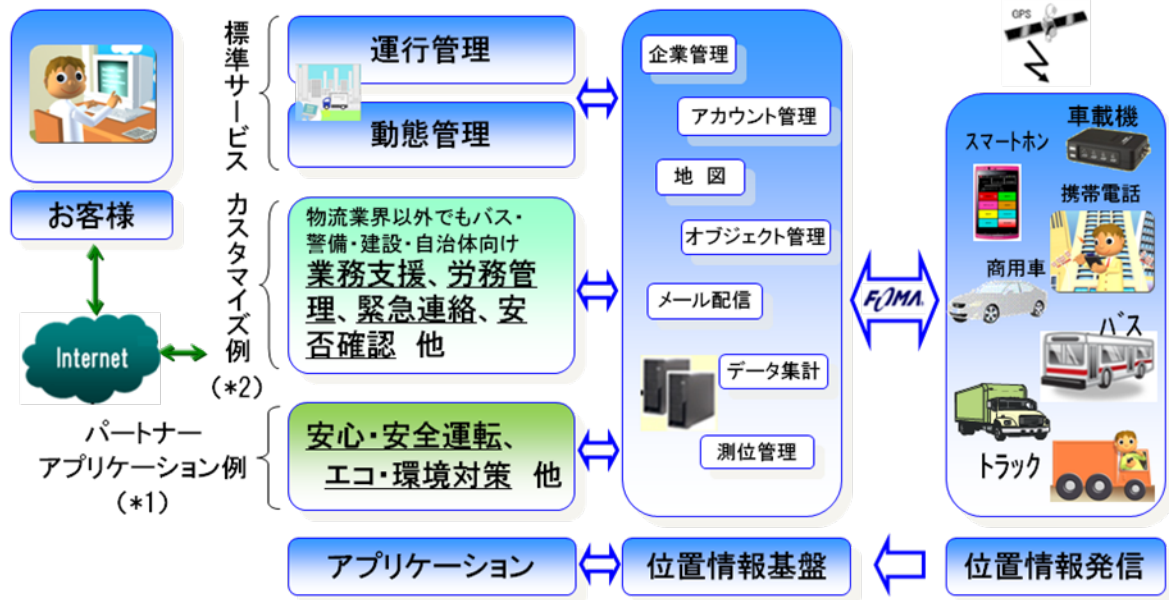 お客様
Internet
標準サービス
運行管理
動態管理
カスタマイズ例
(*2)
物流業界以外でもバス・
警備・建設・自治体向け
業務支援、労務管
理、緊急連絡、安
否確認 他
パートナー
アプリケーション例
(*1)
安心・安全運転、
エコ・環境対策 他
企業管理
アカウント管理
地 図
オブジェクト管理
メール配信
データ集計
測位管理
FOMA
GPS
車載機
スマートホン
携帯電話
商用車
バス
トラック
アプリケーション
位置情報基盤
位置情報発信